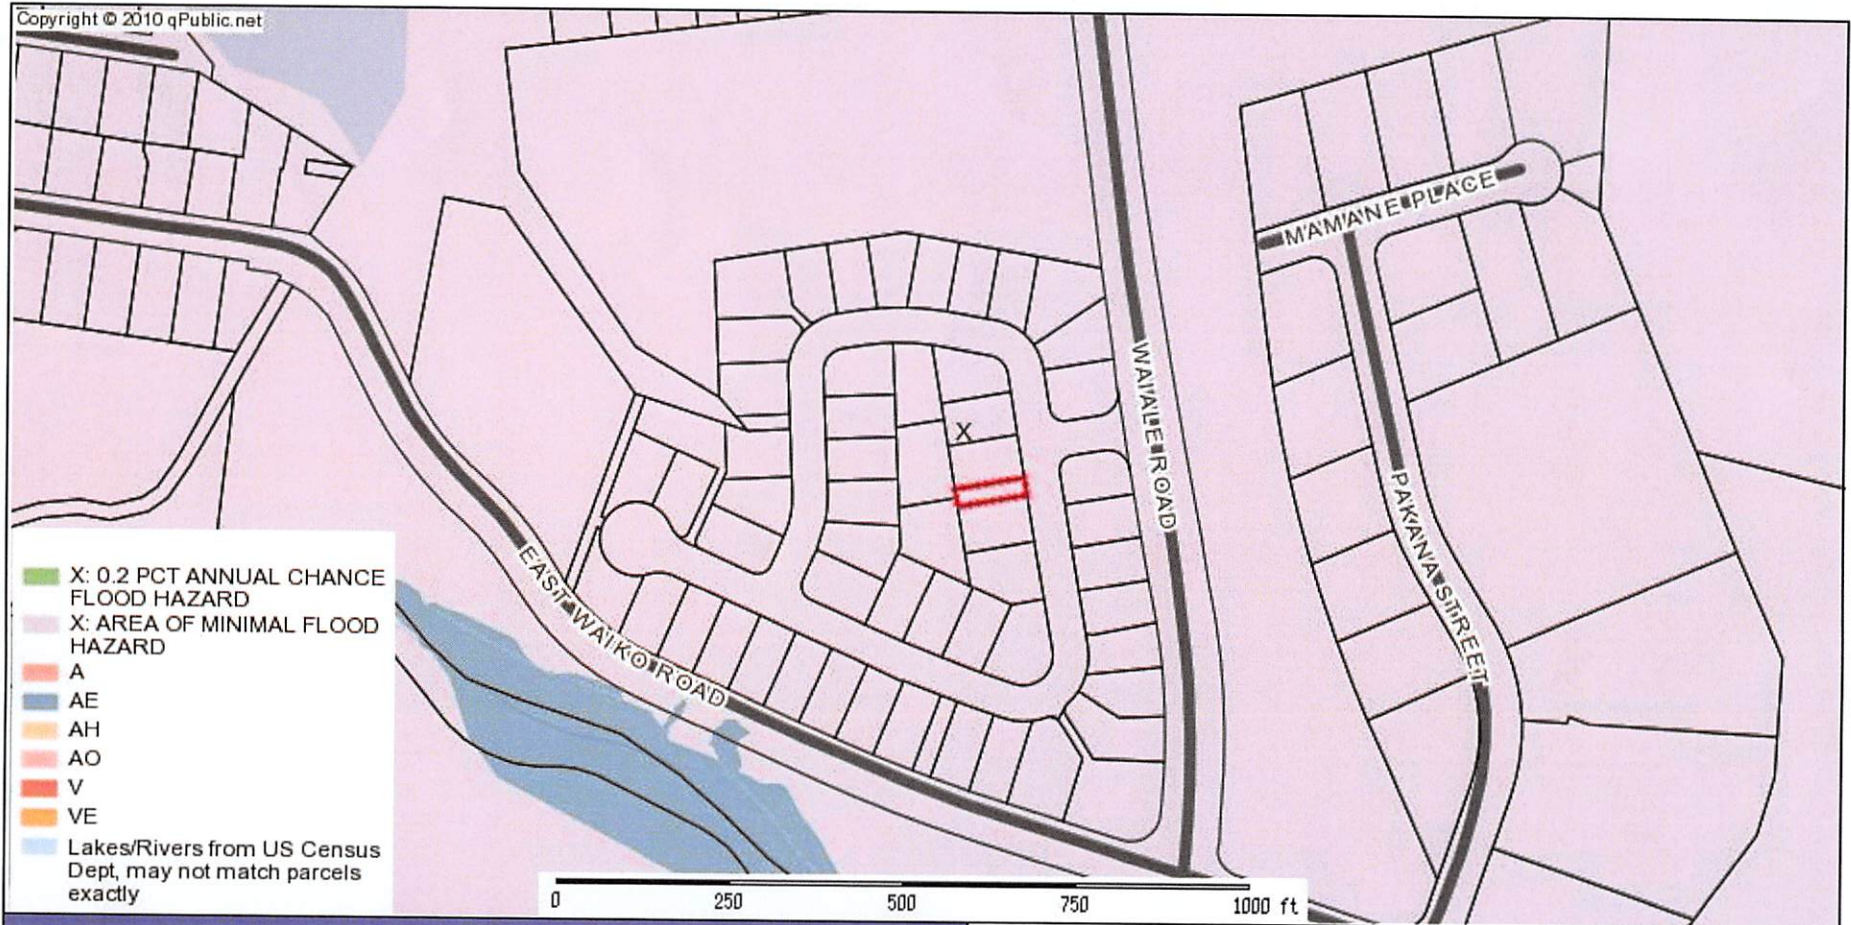 Copyright © 2010 qPublic.net
MAMANE PLACE
WAIALE ROAD
X
PAKANA STREET
EAST WAIKO ROAD
X: 0.2 PCT ANNUAL CHANCE
FLOOD HAZARD
X: AREA OF MINIMAL FLOOD
HAZARD
A
AE
AH
AO
V
VE
Lakes/Rivers from US Census
Dept, may not match parcels
exactly
0 250 500 750 1000 ft